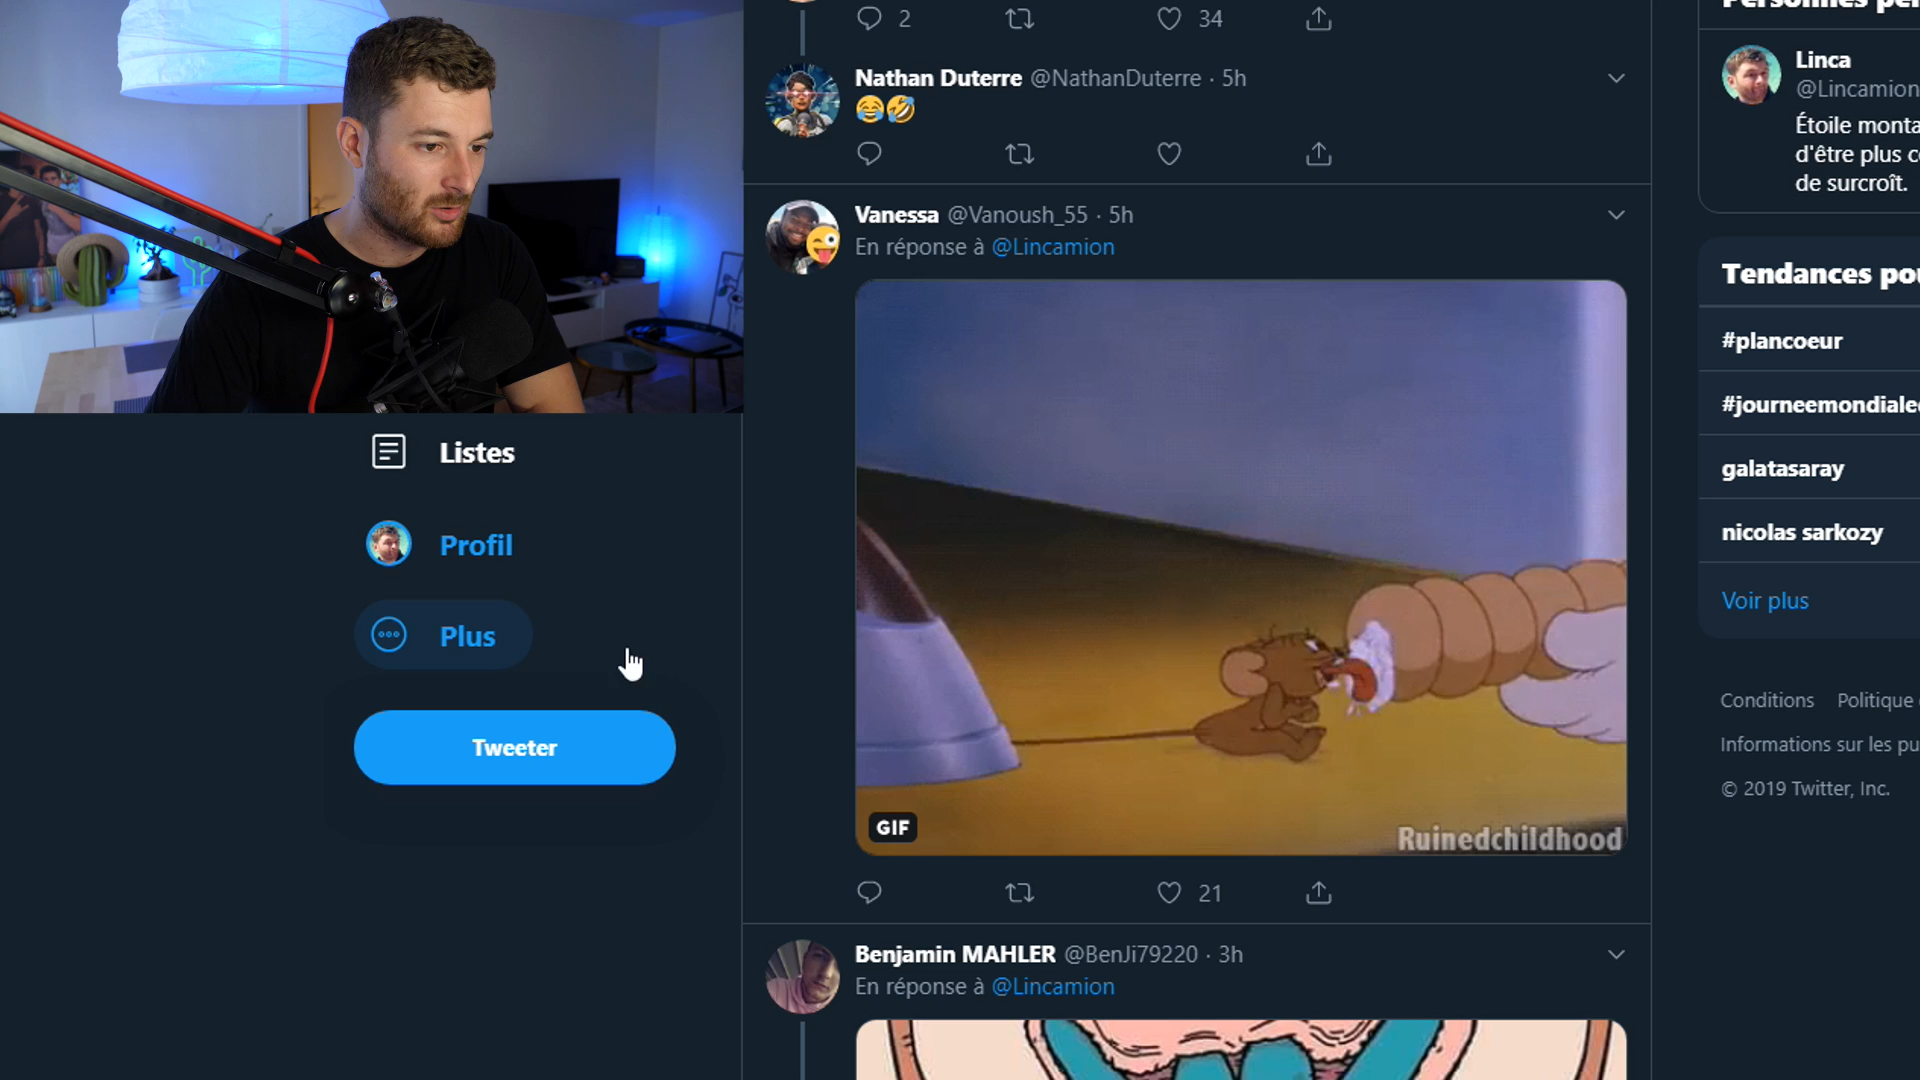 2
34
Nathan Duterre @NathanDuterre · 5h
😂🤣
Vanessa @Vanoush_55 · 5h
En réponse à @Lincamion
GIF
Ruinedchildhood
21
Benjamin MAHLER @BenJi79220 · 3h
En réponse à @Lincamion
Listes
Profil
Plus
Tweeter
Linca
@Lincamion
Étoile monta
d'être plus c
de surcroît.
Tendances pou
#plancoeur
#journeemondiale
galatasaray
nicolas sarkozy
Voir plus
Conditions Politique
Informations sur les pu
© 2019 Twitter, Inc.